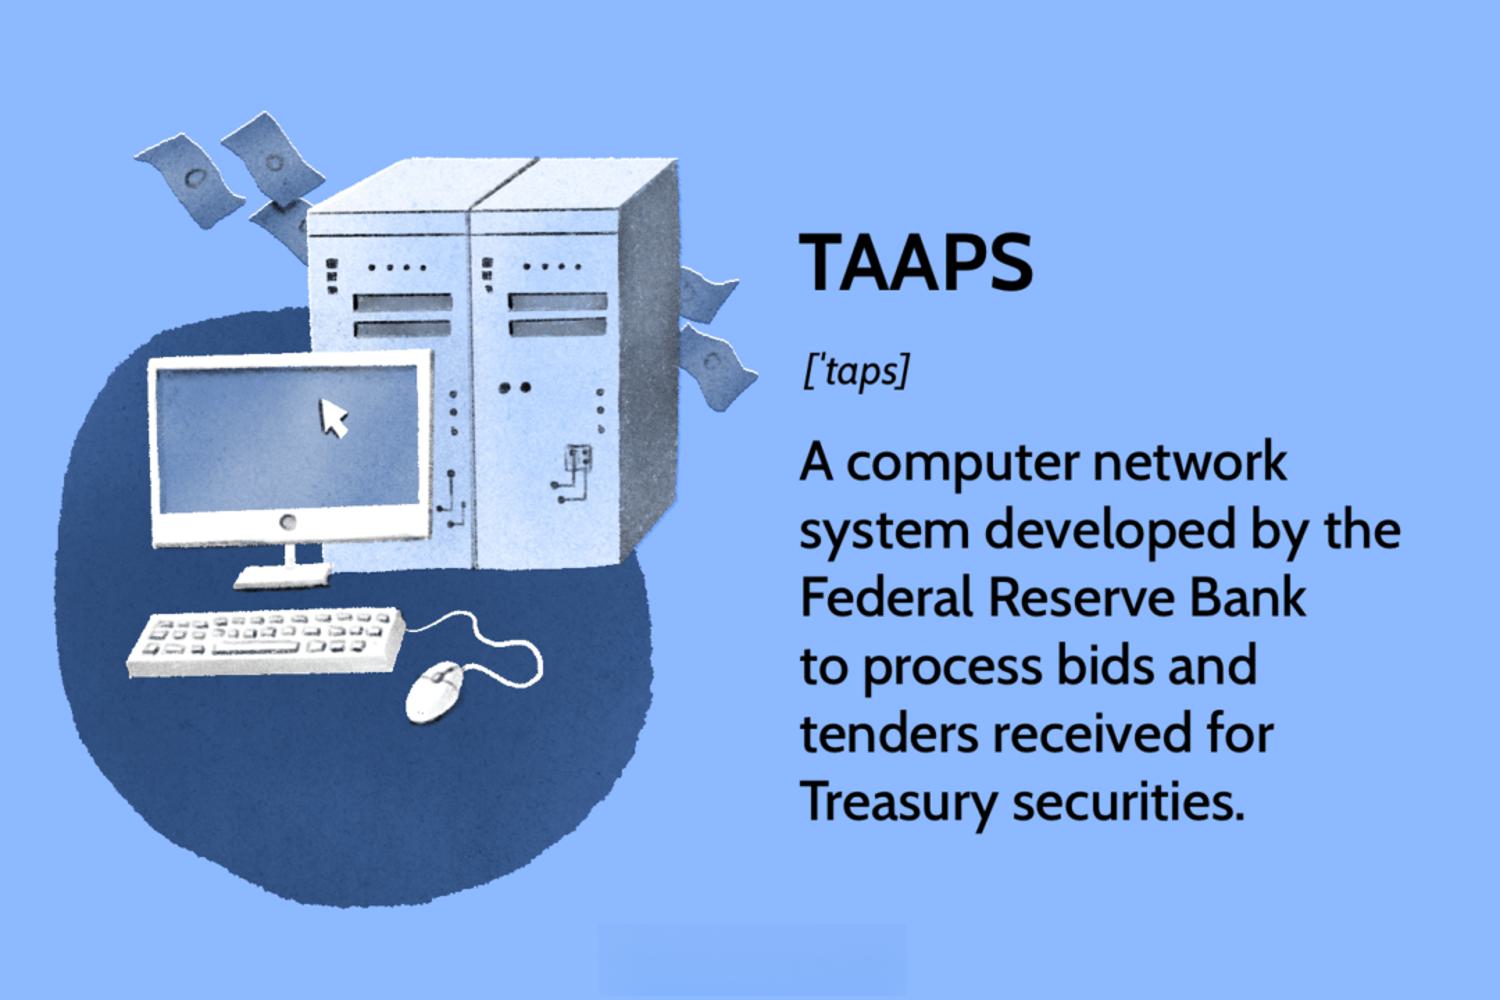 TAAPS
[ˈtaps]
A computer network
system developed by the
Federal Reserve Bank
to process bids and
tenders received for
Treasury securities.